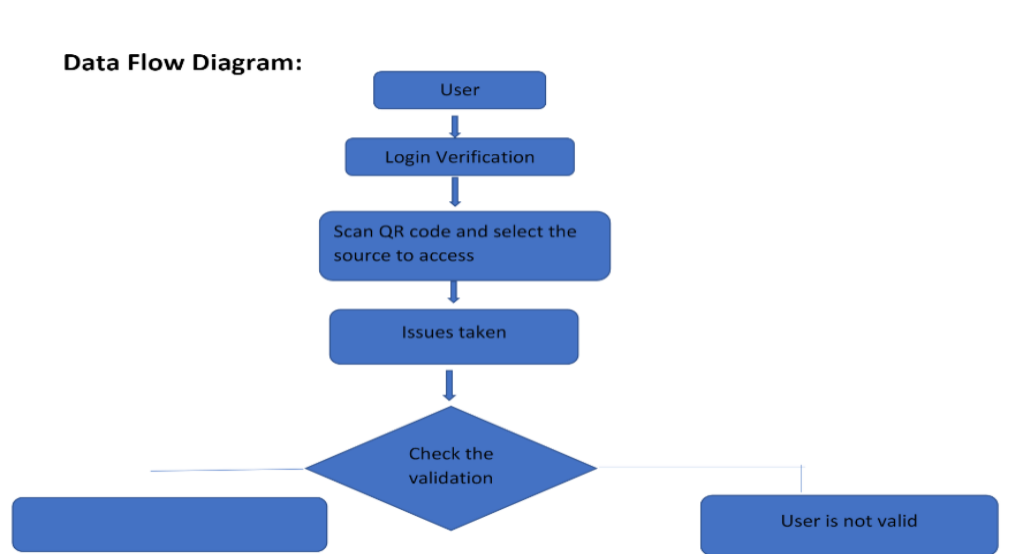 Data Flow Diagram:
User
Login Verification
Scan QR code and select the
source to access
Issues taken
Check the
validation
User is not valid